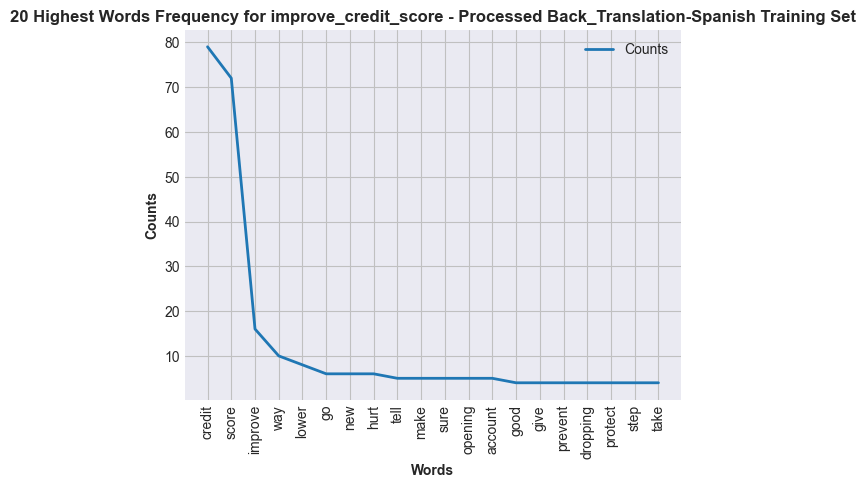 20 Highest Words Frequency for improve_credit_score - Processed Back_Translation-Spanish Training Set
Counts
80
70
60
50
40
30
20
10
Counts
credit
score
improve
way
lower
go
new
hurt
tell
make
sure
opening
account
good
give
prevent
dropping
protect
step
take
Words